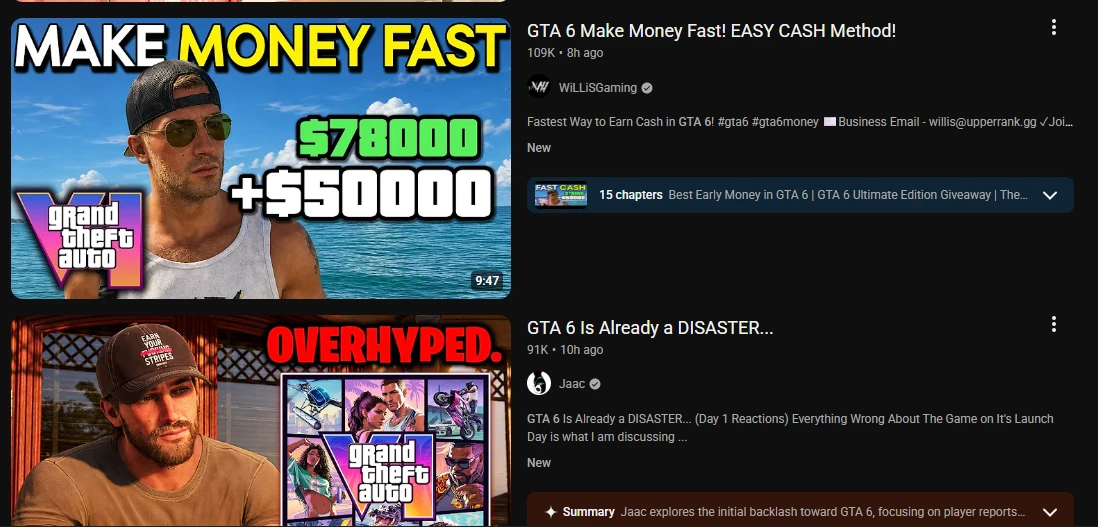 MAKE MONEY FAST
$78000
+$50000
grand
theft
auto
VI
9:47
GTA 6 Make Money Fast! EASY CASH Method!
109K • 8h ago
WiLLiSGaming
Fastest Way to Earn Cash in GTA 6! #gta6 #gta6money Business Email - willis@upperrank.gg ✓Joi...
New
FAST CASH
15 chapters Best Early Money in GTA 6 | GTA 6 Ultimate Edition Giveaway | The...
EARN
YOUR
STRIPES
OVERHYPED.
VI
grand
theft
auto
GTA 6 Is Already a DISASTER...
91K • 10h ago
Jaac
GTA 6 Is Already a DISASTER... (Day 1 Reactions) Everything Wrong About The Game on It's Launch
Day is what I am discussing ...
New
Summary Jaac explores the initial backlash toward GTA 6, focusing on player reports...